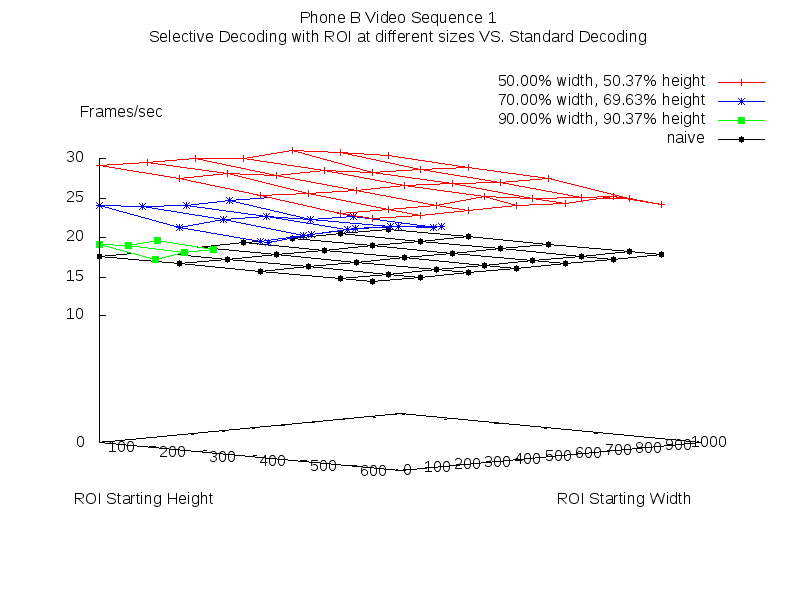 Phone B Video Sequence 1
Selective Decoding with ROI at different sizes VS. Standard Decoding
50.00% width, 50.37% height
70.00% width, 69.63% height
90.00% width, 90.37% height
naive
Frames/sec
30
25
20
15
10
0
100 200 300 400 500 600
0 100 200 300 400 500 600 700 800 900 1000
ROI Starting Height
ROI Starting Width